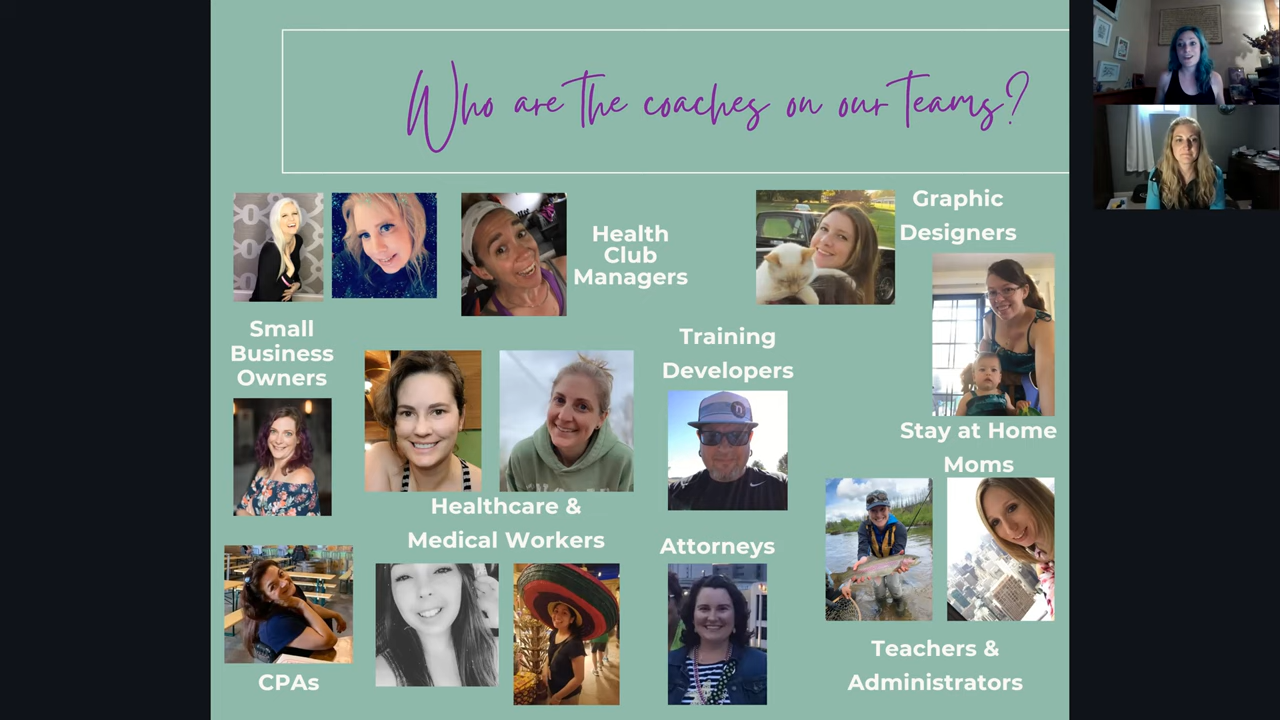 Who are the coaches on our teams?
Health
Club
Managers
Graphic
Designers
Small
Business
Owners
Training
Developers
Stay at Home
Moms
Healthcare &
Medical Workers
Attorneys
CPAs
Teachers &
Administrators